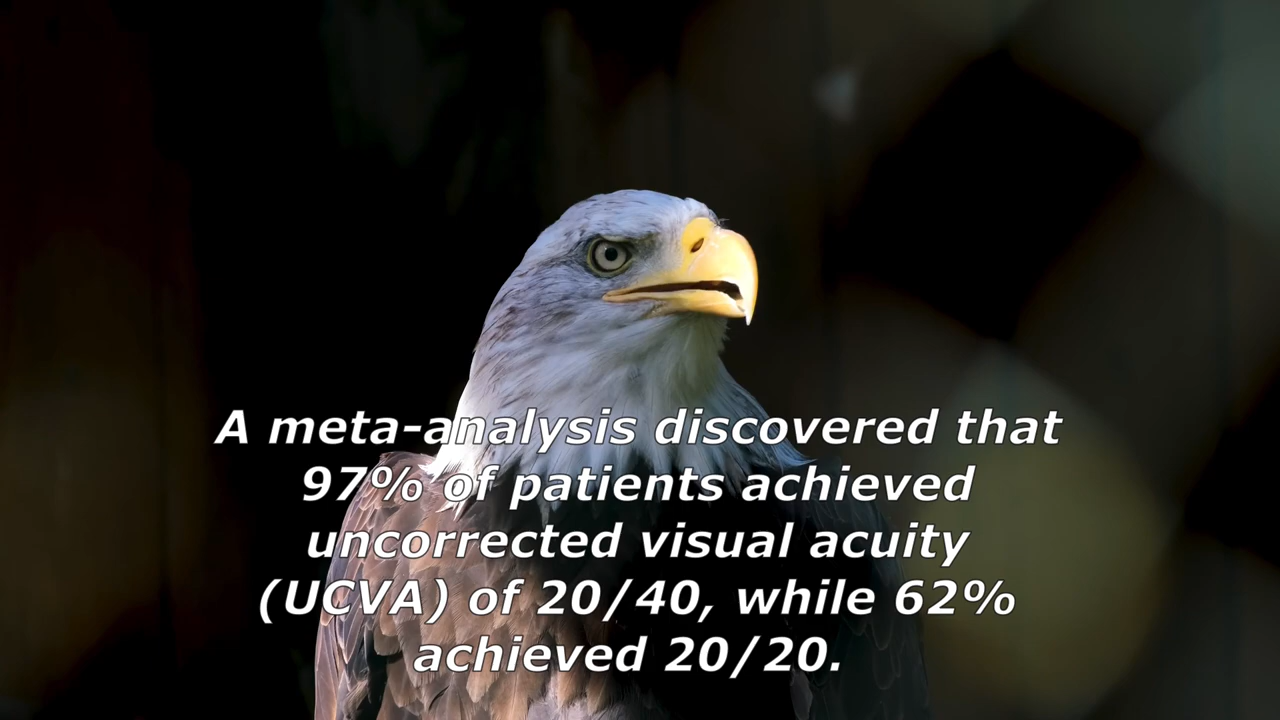 A meta-analysis discovered that
97% of patients achieved
uncorrected visual acuity
(UCVA) of 20/40, while 62%
achieved 20/20.